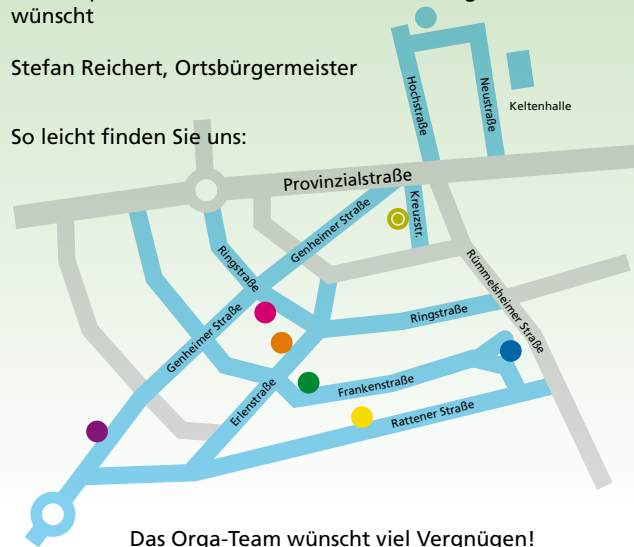 wünscht
Stefan Reichert, Ortsbürgermeister
Hochstraße
Neustraße
Keltenhalle
So leicht finden Sie uns:
Provinzialstraße
Kreuzstr.
Genheimer Straße
Ringstraße
Rümmelsheimer Straße
Genheimer Straße
Ringstraße
Erlenstraße
Frankenstraße
Rattener Straße
Das Orga-Team wünscht viel Vergnügen!